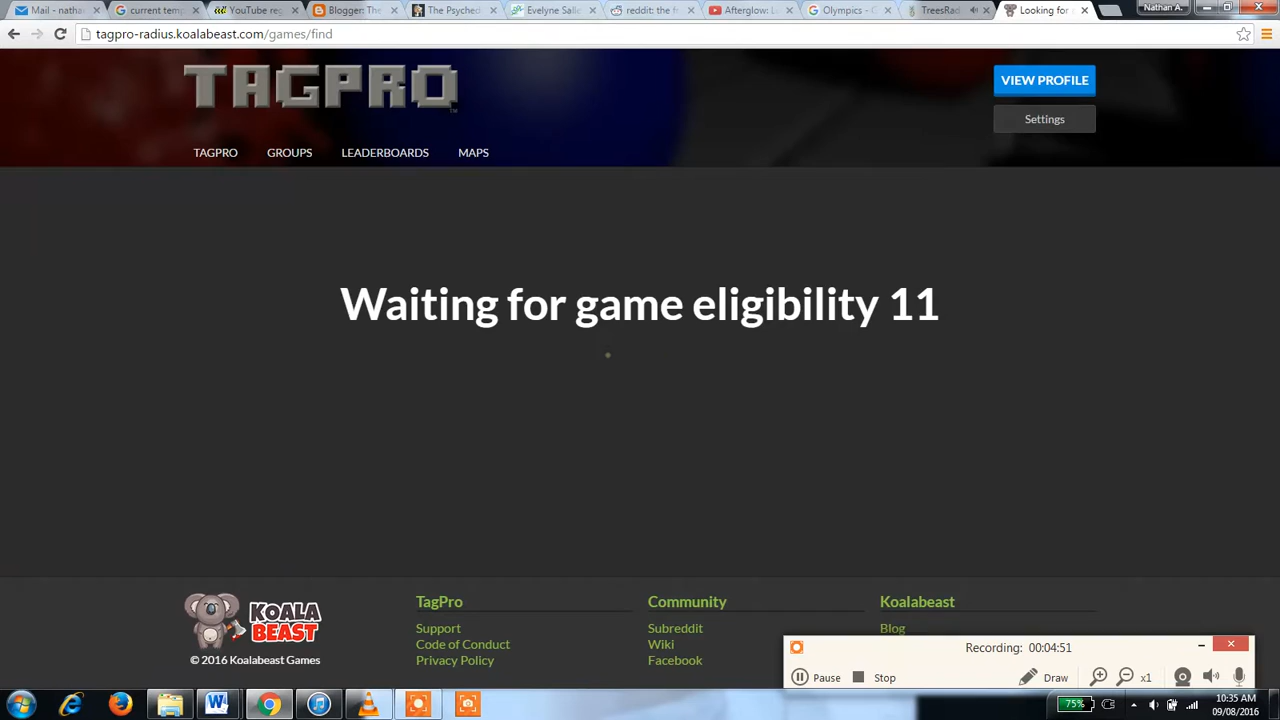 Mail - nathar
current temp
YouTube reg
Blogger: The
The Psyched
Evelyne Salle
reddit: the fr
Afterglow: L
Olympics - G
TreesRad
Looking for
Nathan A.
tagpro-radius.koalabeast.com/games/find
TAGPRO
VIEW PROFILE
Settings
TAGPRO GROUPS LEADERBOARDS MAPS
Waiting for game eligibility 11
KOALA
BEAST
© 2016 Koalabeast Games
TagPro
Support
Code of Conduct
Privacy Policy
Community
Subreddit
Wiki
Facebook
Koalabeast
Blog
Recording: 00:04:51
Pause Stop Draw x1
75%
10:35 AM
09/08/2016